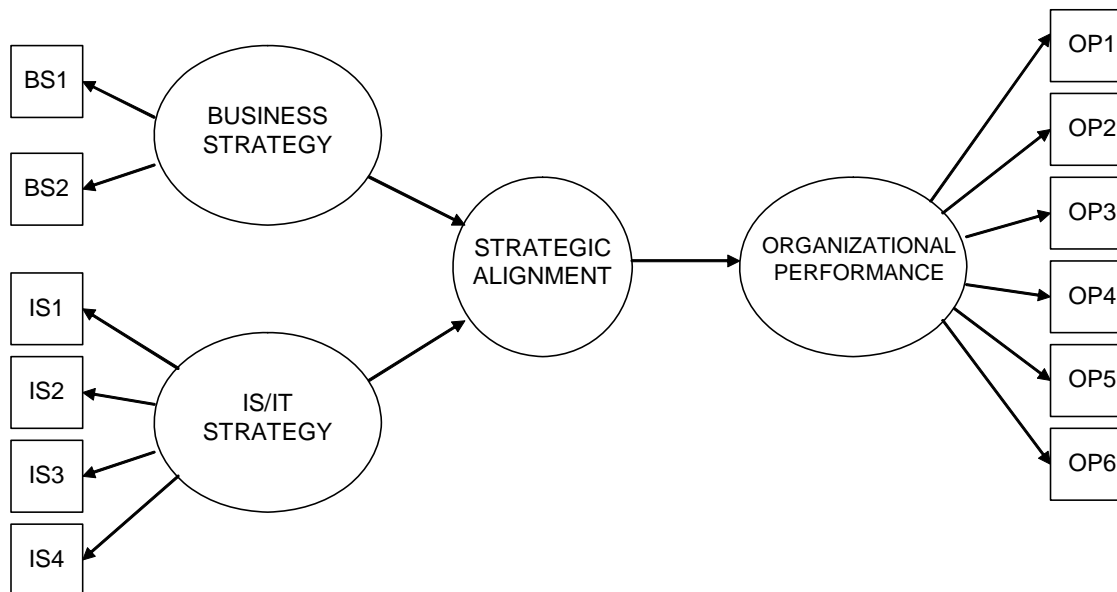 BS1
BS2
BUSINESS
STRATEGY
IS1
IS2
IS3
IS4
IS/IT
STRATEGY
STRATEGIC
ALIGNMENT
ORGANIZATIONAL
PERFORMANCE
OP1
OP2
OP3
OP4
OP5
OP6